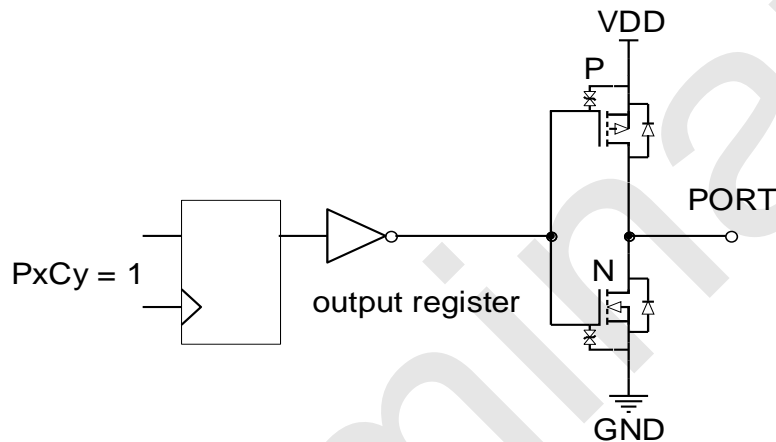 VDD
P
PORT
PxCy = 1
N
output register
GND